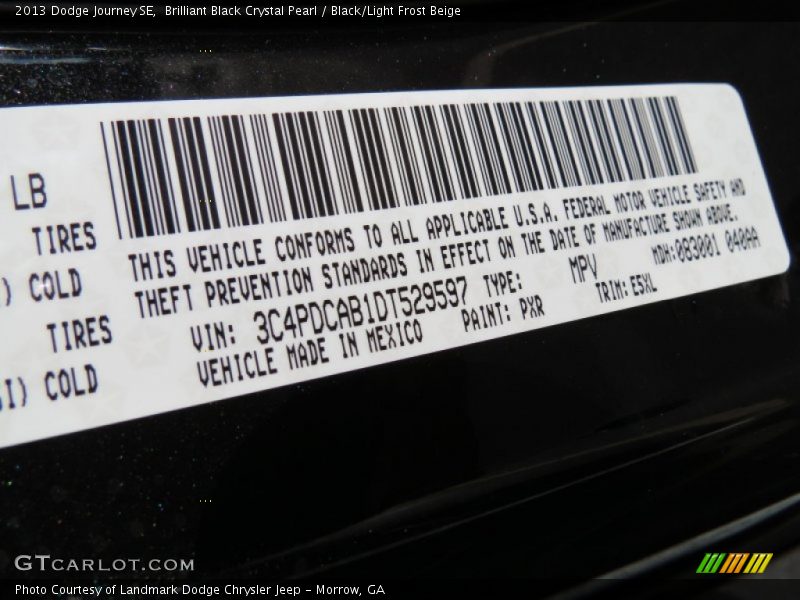 2013 Dodge Journey SE,  Brilliant Black Crystal Pearl / Black/Light Frost Beige
LB
TIRES
) COLD
TIRES
SI) COLD
THIS VEHICLE CONFORMS TO ALL APPLICABLE U.S.A. FEDERAL MOTOR VEHICLE SAFETY AND
THEFT PREVENTION STANDARDS IN EFFECT ON THE DATE OF MANUFACTURE SHOWN ABOVE.
VIN: 3C4PDCAB1DT529597 TYPE: MPV MDH:083001 040AA
VEHICLE MADE IN MEXICO PAINT: PXR TRIM: E5XL
GTCARLOT.COM
Photo Courtesy of Landmark Dodge Chrysler Jeep – Morrow, GA